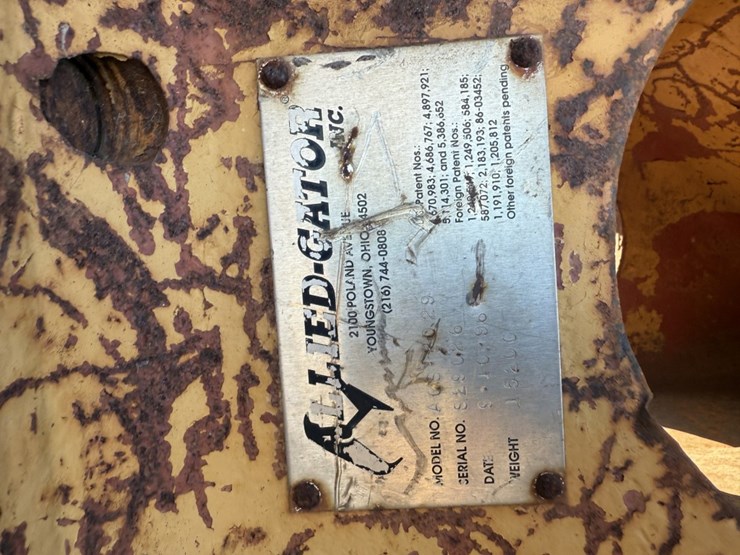 ALLIED-GATOR
INC.
®
2100 POLAND AVENUE
YOUNGSTOWN, OHIO 44502
(216) 744-0808
Patent Nos.:
4,686,767; 4,897,921;
5,114,301; and 5,386,652
Foreign Patent Nos.:
1,249,506; 584,185;
587,072; 2,183,193; 86-03452;
1,191,910; 1,205,812
Other foreign patents pending
MODEL NO.
SERIAL NO.
DATE
WEIGHT